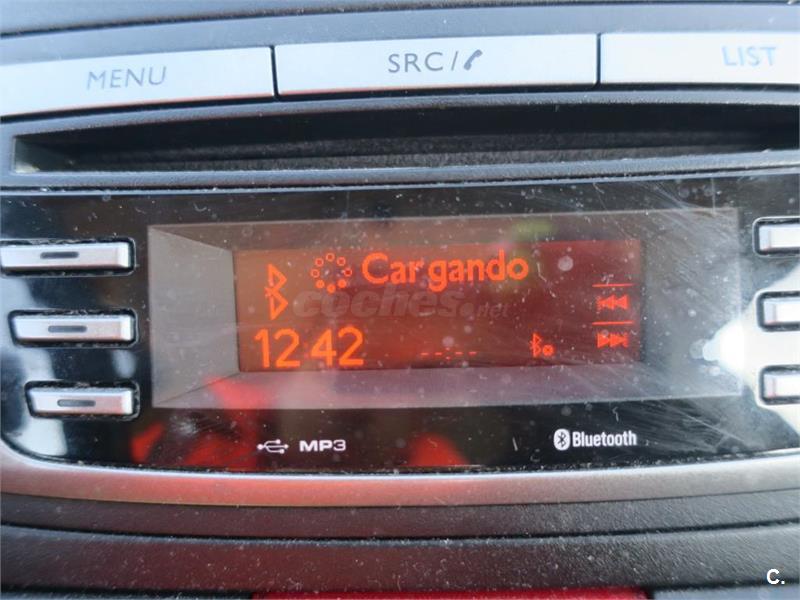 MENU
SRC/
LIST
Cargando
coches.net
12:42
-----
MP3
Bluetooth
C.